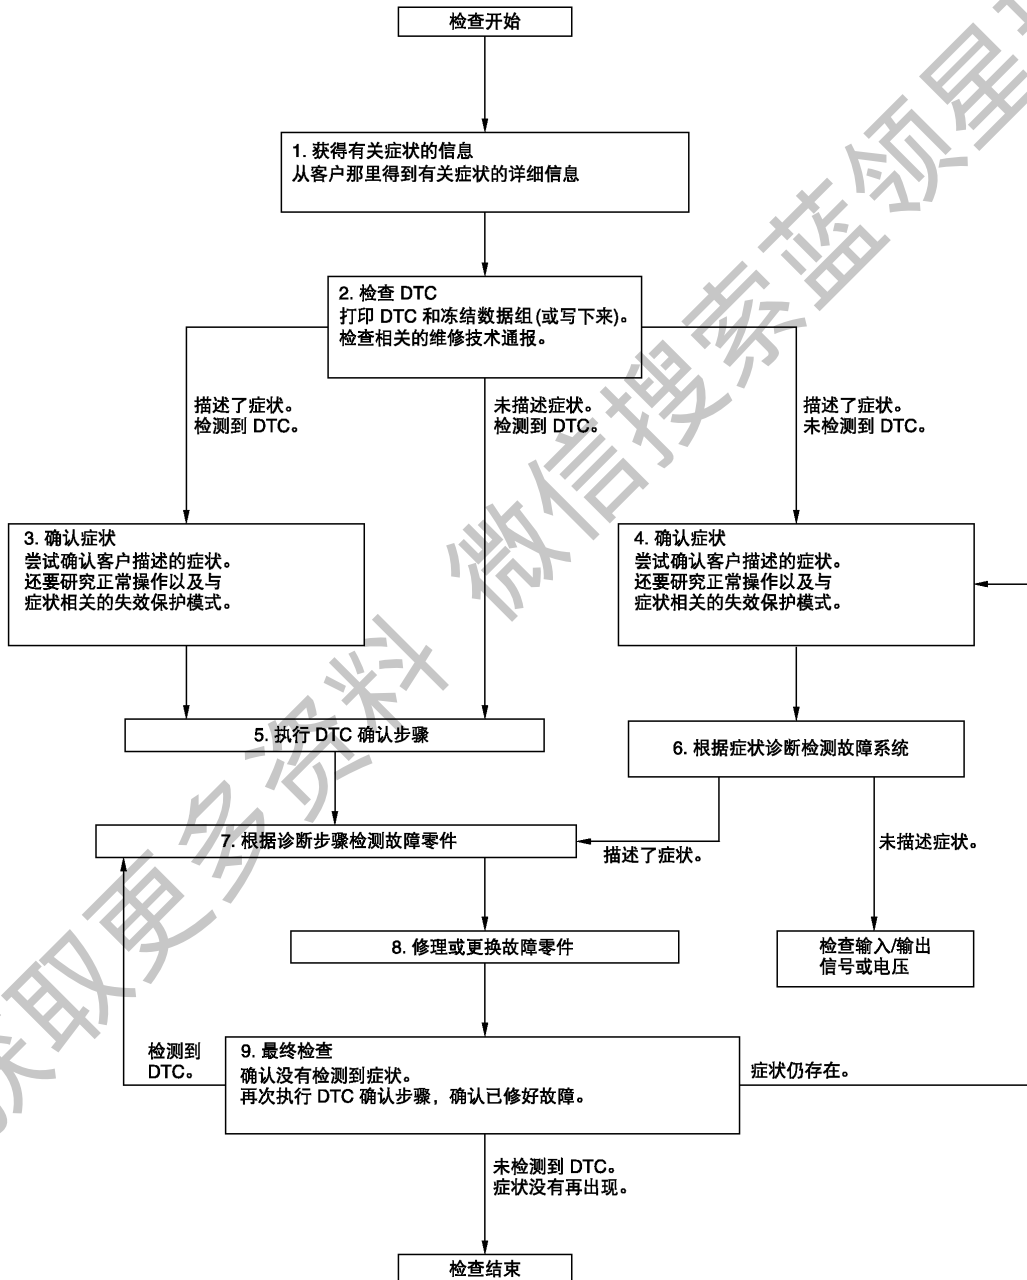 检查开始
1. 获得有关症状的信息
从客户那里得到有关症状的详细信息
2. 检查 DTC
打印 DTC 和冻结数据组(或写下来)。
检查相关的维修技术通报。
描述了症状。
检测到 DTC。
未描述症状。
检测到 DTC。
描述了症状。
未检测到 DTC。
3. 确认症状
尝试确认客户描述的症状。
还要研究正常操作以及与
症状相关的失效保护模式。
4. 确认症状
尝试确认客户描述的症状。
还要研究正常操作以及与
症状相关的失效保护模式。
5. 执行 DTC 确认步骤
6. 根据症状诊断检测故障系统
7. 根据诊断步骤检测故障零件
描述了症状。
未描述症状。
8. 修理或更换故障零件
检查输入/输出
信号或电压
检测到
DTC。
9. 最终检查
确认没有检测到症状。
再次执行 DTC 确认步骤，确认已修好故障。
症状仍存在。
未检测到 DTC。
症状没有再出现。
检查结束
获取更多资料 微信搜索蓝领星球